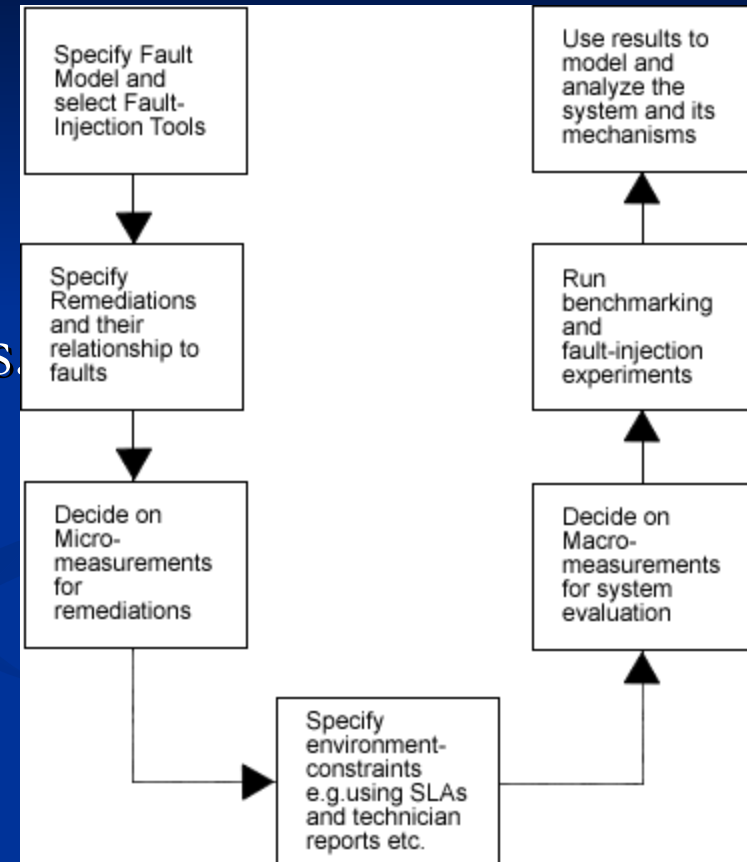 Specify Fault
Model and
select Fault-
Injection Tools
Specify
Remediations
and their
relationship to
faults
Decide on
Micro-
measurements
for
remediations
Specify
environment-
constraints
e.g.using SLAs
and technician
reports etc.
Decide on
Macro-
measurements
for system
evaluation
Run
benchmarking
and
fault-injection
experiments
Use results to
model and
analyze the
system and its
mechanisms